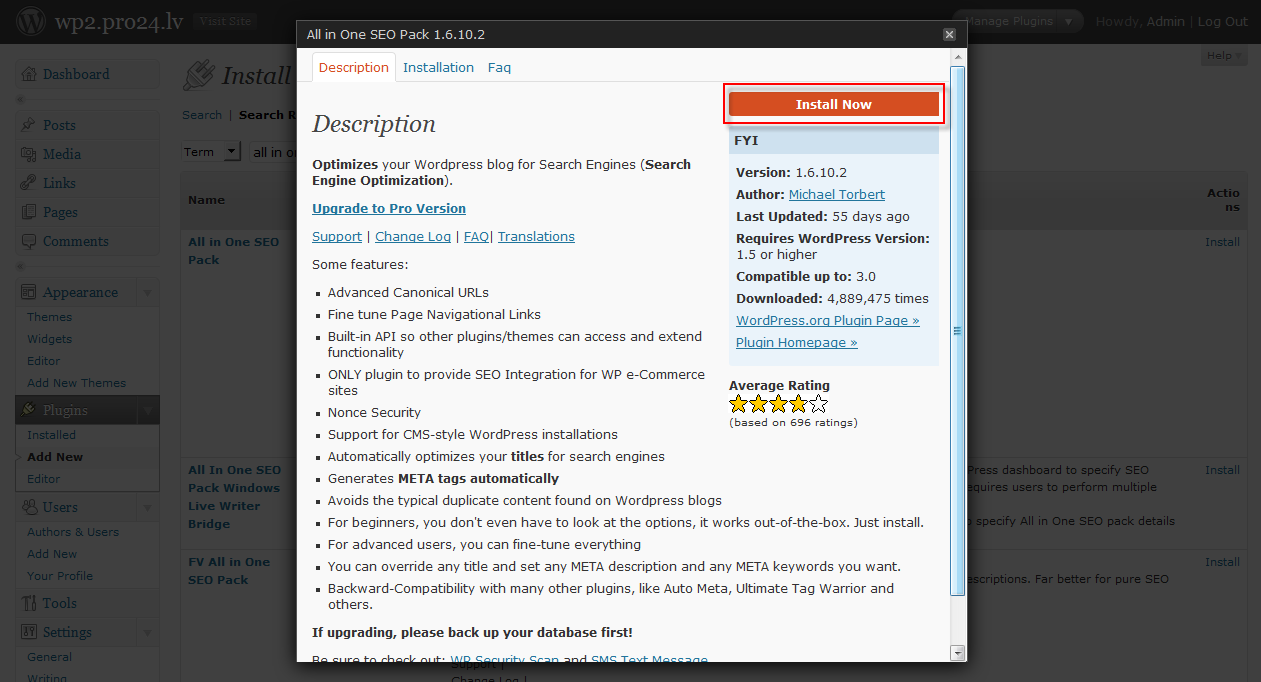 wp2.pro24.lv Visit Site
Manage Plugins
Howdy, Admin | Log Out
Help
Dashboard
Posts
Media
Links
Pages
Comments
Appearance
Themes
Widgets
Editor
Add New Themes
Plugins
Installed
Add New
Editor
Users
Authors & Users
Add New
Your Profile
Tools
Settings
General
Writing
Install
Search | Search R
Term
all in o
Name
All in One SEO
Pack
All In One SEO
Pack Windows
Live Writer
Bridge
FV All in One
SEO Pack
All in One SEO Pack 1.6.10.2
Description Installation Faq
Description
Optimizes your Wordpress blog for Search Engines (Search
Engine Optimization).
Upgrade to Pro Version
Support | Change Log | FAQ| Translations
Some features:
Advanced Canonical URLs
Fine tune Page Navigational Links
Built-in API so other plugins/themes can access and extend
functionality
ONLY plugin to provide SEO Integration for WP e-Commerce
sites
Nonce Security
Support for CMS-style WordPress installations
Automatically optimizes your titles for search engines
Generates META tags automatically
Avoids the typical duplicate content found on Wordpress blogs
For beginners, you don't even have to look at the options, it works out-of-the-box. Just install.
For advanced users, you can fine-tune everything
You can override any title and set any META description and any META keywords you want.
Backward-Compatibility with many other plugins, like Auto Meta, Ultimate Tag Warrior and
others.
If upgrading, please back up your database first!
Be sure to check out: WP Security Scan and SMS Text Message
Install Now
FYI
Version: 1.6.10.2
Author: Michael Torbert
Last Updated: 55 days ago
Requires WordPress Version:
1.5 or higher
Compatible up to: 3.0
Downloaded: 4,889,475 times
WordPress.org Plugin Page »
Plugin Homepage »
Average Rating
(based on 696 ratings)
Actio
ns
Install
Press dashboard to specify SEO
equires users to perform multiple
o specify All in One SEO pack details
Install
escriptions. Far better for pure SEO
Install
Support |
Change Log |